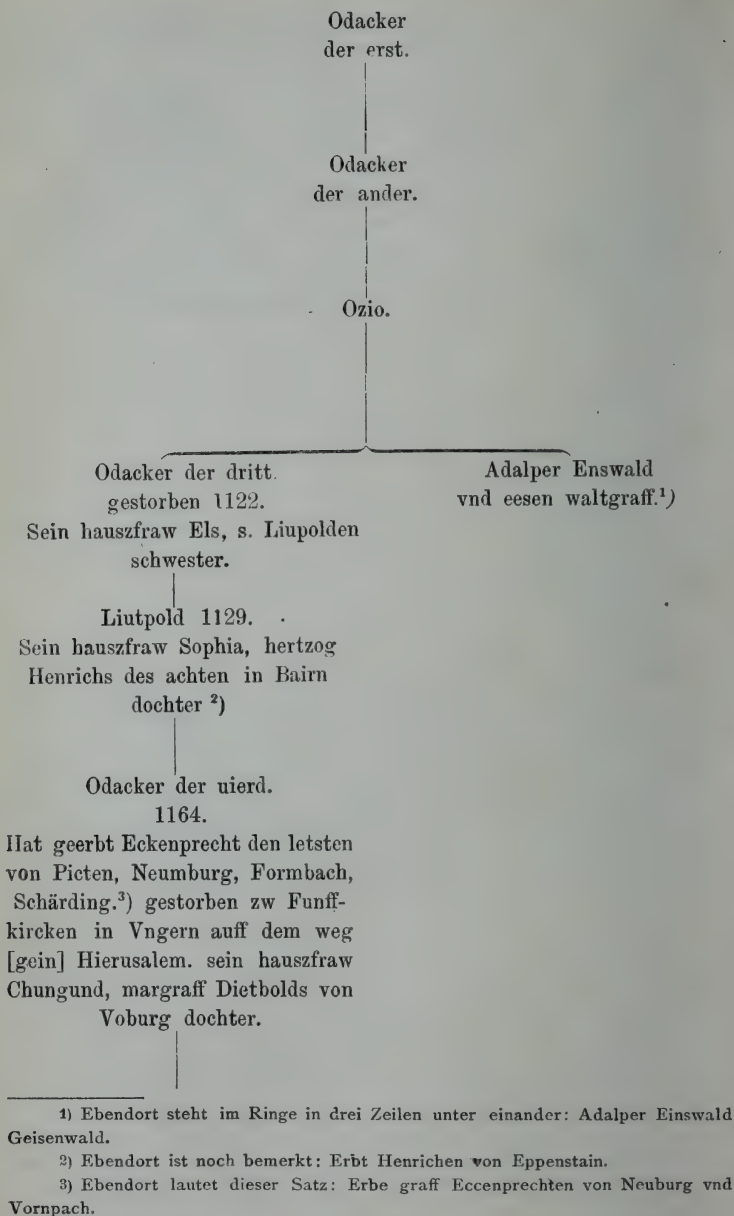 Odacker
der erst.
Odacker
der ander.
Ozio.
Odacker der dritt.
gestorben 1122.
Sein hauszfraw Els, s. Liupolden
schwester.
Adalper Enswald
vnd eesen waltgraff.¹)
Liutpold 1129.
Sein hauszfraw Sophia, hertzog
Henrichs des achten in Bairn
dochter ²)
Odacker der uierd.
1164.
Hat geerbt Eckenprecht den letsten
von Picten, Neumburg, Formbach,
Schärding.³) gestorben zw Funff-
kircken in Vngern auff dem weg
[gein] Hierusalem. sein hauszfraw
Chungund, margraff Dietbolds von
Voburg dochter.
1) Ebendort steht im Ringe in drei Zeilen unter einander: Adalper Einswald
Geisenwald.
2) Ebendort ist noch bemerkt: Erbt Henrichen von Eppenstain.
3) Ebendort lautet dieser Satz: Erbe graff Eccenprechten von Neuburg vnd
Vornpach.